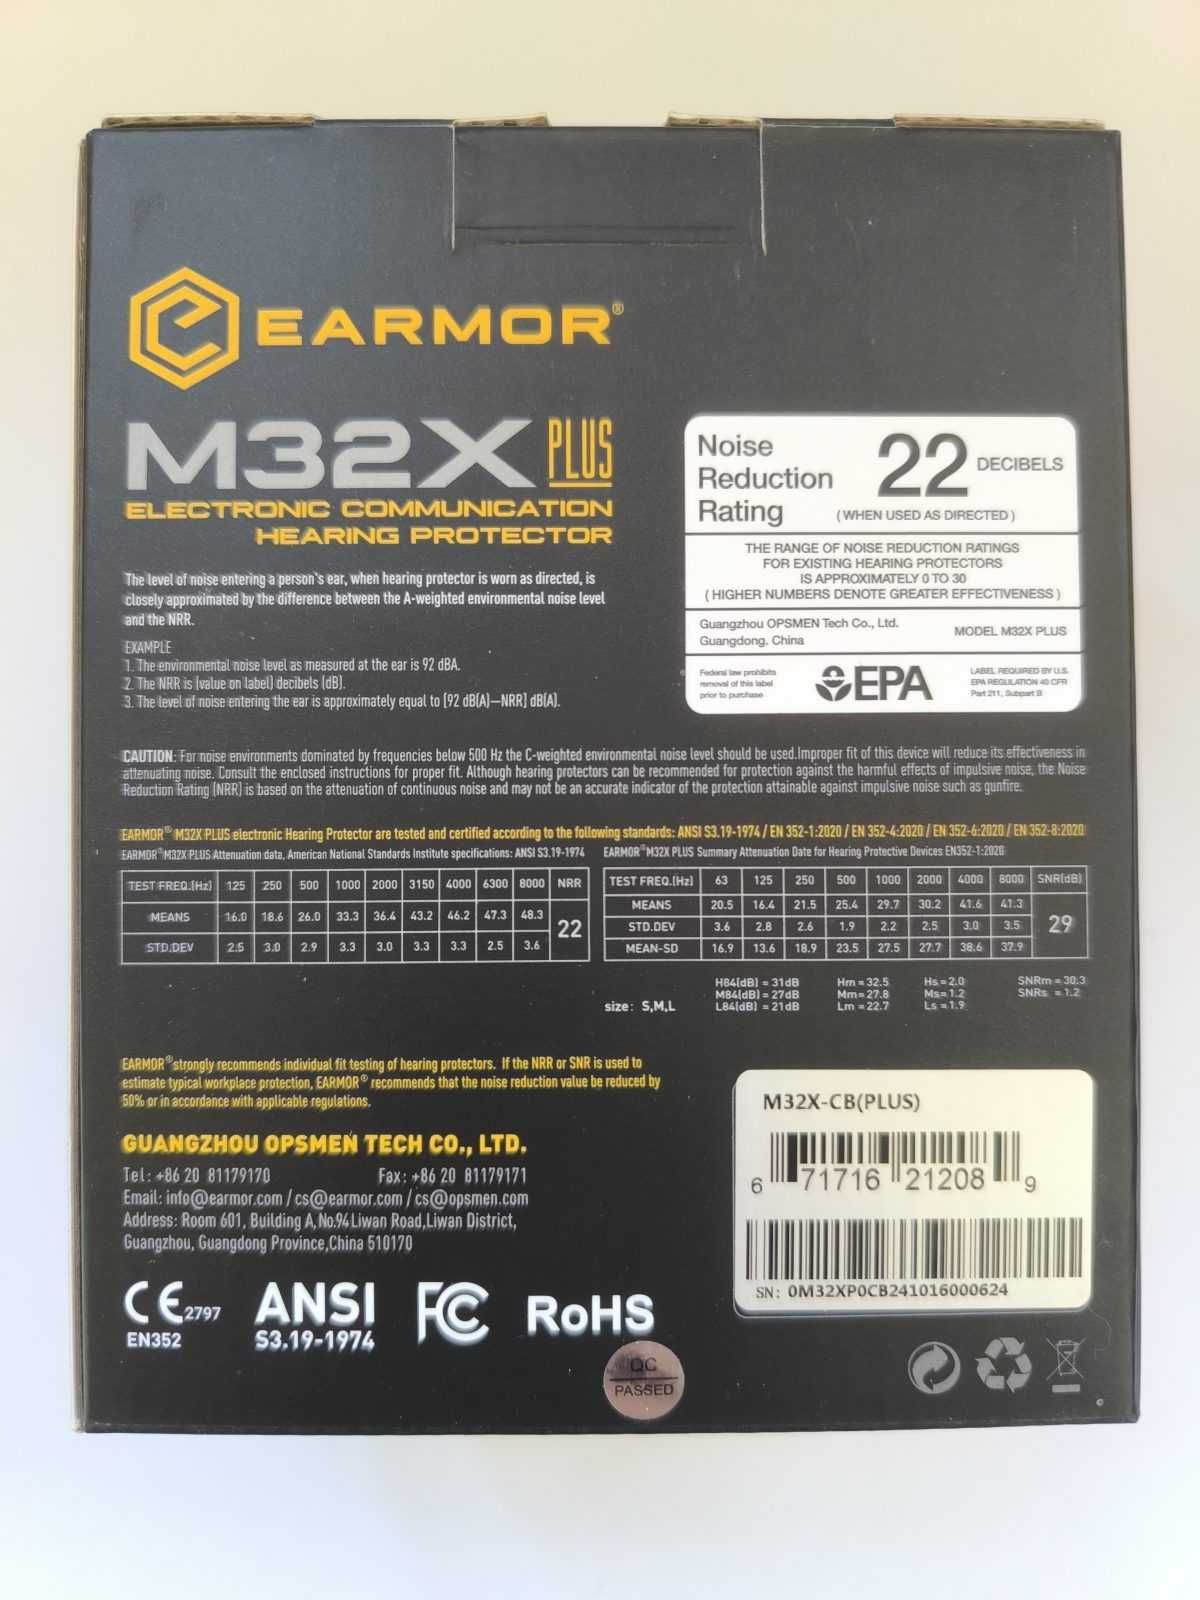 EARMOR®
M32X PLUS
ELECTRONIC COMMUNICATION
HEARING PROTECTOR
The level of noise entering a person's ear, when hearing protector is worn as directed, is
closely approximated by the difference between the A-weighted environmental noise level
and the NRR.
EXAMPLE
1. The environmental noise level as measured at the ear is 92 dBA.
2. The NRR is (value on label) decibels (dB).
3. The level of noise entering the ear is approximately equal to [92 dB(A)—NRR] dB(A).
Noise
Reduction
Rating
22 DECIBELS
(WHEN USED AS DIRECTED)
THE RANGE OF NOISE REDUCTION RATINGS
FOR EXISTING HEARING PROTECTORS
IS APPROXIMATELY 0 TO 30
(HIGHER NUMBERS DENOTE GREATER EFFECTIVENESS)
Guangzhou OPSMEN Tech Co., Ltd.
Guangdong, China
MODEL M32X PLUS
Federal law prohibits
removal of this label
prior to purchase
EPA
LABEL REQUIRED BY U.S.
EPA REGULATION 40 CFR
Part 211, Subpart B
CAUTION: For noise environments dominated by frequencies below 500 Hz the C-weighted environmental noise level should be used.Improper fit of this device will reduce its effectiveness in
attenuating noise. Consult the enclosed instructions for proper fit. Although hearing protectors can be recommended for protection against the harmful effects of impulsive noise, the Noise
Reduction Rating (NRR) is based on the attenuation of continuous noise and may not be an accurate indicator of the protection attainable against impulsive noise such as gunfire.
EARMOR® M32X PLUS electronic Hearing Protector are tested and certified according to the following standards: ANSI S3.19-1974 / EN 352-1:2020 / EN 352-4:2020 / EN 352-6:2020 / EN 352-8:2020
EARMOR®M32X PLUS Attenuation data, American National Standards Institute specifications: ANSI S3.19-1974
TEST FREQ.(Hz) 125 250 500 1000 2000 3150 4000 6300 8000 NRR
MEANS 16.0 18.6 26.0 33.3 36.4 43.2 46.2 47.3 48.3 22
STD.DEV 2.5 3.0 2.9 3.3 3.0 3.3 3.3 2.5 3.6
EARMOR®M32X PLUS Summary Attenuation Date for Hearing Protective Devices EN352-1:2020
TEST FREQ.(Hz) 63 125 250 500 1000 2000 4000 8000 SNR(dB)
MEANS 20.5 16.4 21.5 25.4 29.7 30.2 41.6 41.3 29
STD.DEV 3.6 2.8 2.6 1.9 2.2 2.5 3.0 3.5
MEAN-SD 16.9 13.6 18.9 23.5 27.5 27.7 38.6 37.9
H84(dB) = 31dB Hm = 32.5 Hs = 2.0 SNRm = 30.3
M84(dB) = 27dB Mm = 27.8 Ms = 1.2 SNRs = 1.2
size: S,M,L L84(dB) = 21dB Lm = 22.7 Ls = 1.9
EARMOR®strongly recommends individual fit testing of hearing protectors. If the NRR or SNR is used to
estimate typical workplace protection, EARMOR® recommends that the noise reduction value be reduced by
50% or in accordance with applicable regulations.
GUANGZHOU OPSMEN TECH CO., LTD.
Tel: +86 20 81179170 Fax: +86 20 81179171
Email: info@earmor.com / cs@earmor.com / cs@opsmen.com
Address: Room 601, Building A,No.94 Liwan Road,Liwan District,
Guangzhou, Guangdong Province,China 510170
M32X-CB(PLUS)
6 71716 21208 9
SN: 0M32XP0CB241016000624
CE 2797
EN352
ANSI
S3.19-1974
FC
RoHS
QC
PASSED